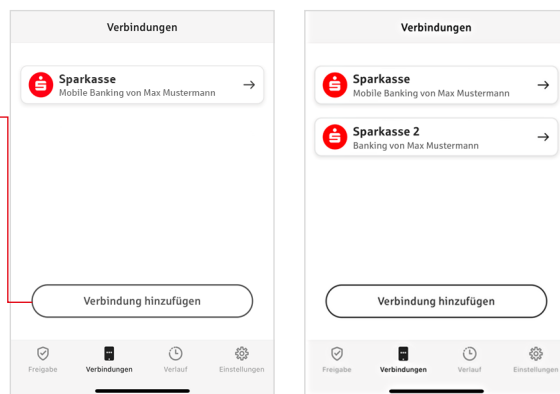 Verbindungen
Sparkasse
Mobile Banking von Max Mustermann
Verbindung hinzufügen
Freigabe
Verbindungen
Verlauf
Einstellungen
Verbindungen
Sparkasse
Mobile Banking von Max Mustermann
Sparkasse 2
Banking von Max Mustermann
Verbindung hinzufügen
Freigabe
Verbindungen
Verlauf
Einstellungen